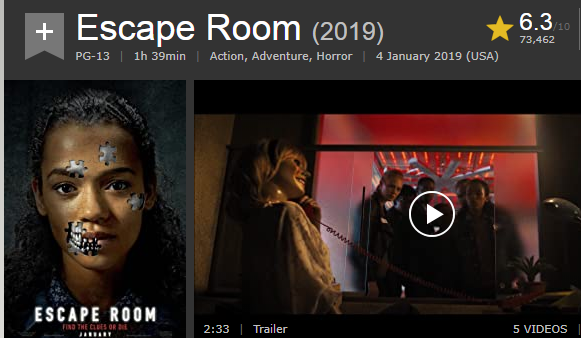 + Escape Room (2019)
6.3/10
73,462
PG-13 | 1h 39min | Action, Adventure, Horror | 4 January 2019 (USA)
ESCAPE ROOM
FIND THE CLUES OR DIE
JANUARY
2:33 | Trailer
5 VIDEOS